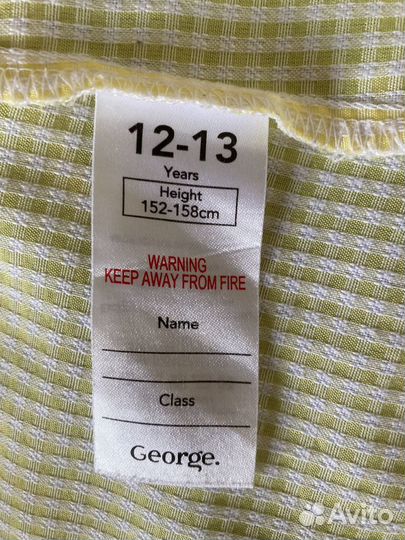 12-13
Years
Height
152-158cm
WARNING
KEEP AWAY FROM FIRE
Name
Class
George.
Avito